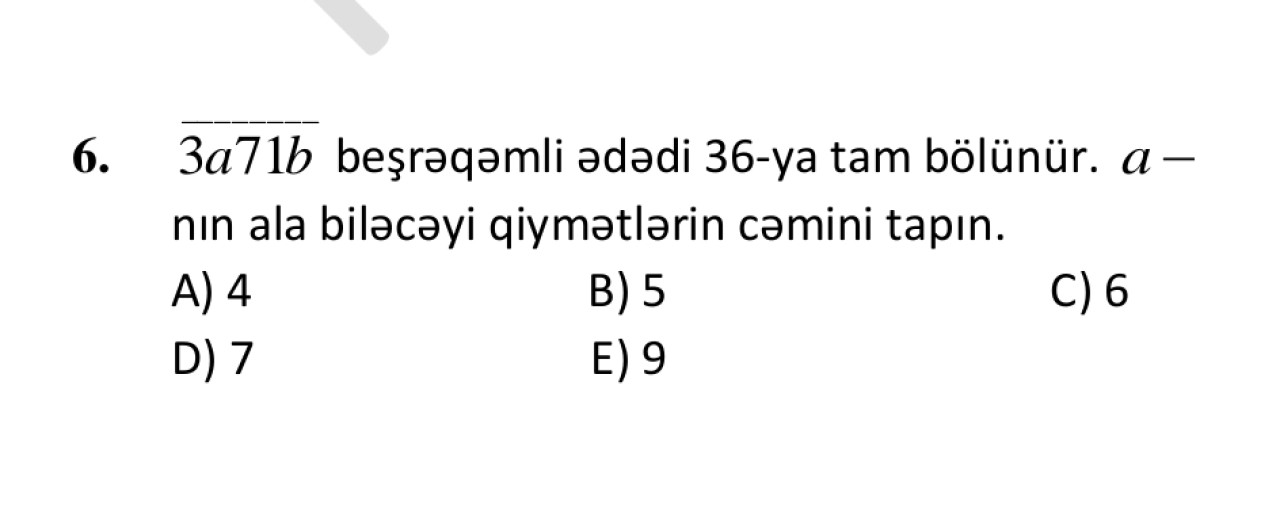 6. 3a71b beşrəqəmli ədədi 36-ya tam bölünür. a –
nın ala biləcəyi qiymətlərin cəmini tapın.
A) 4 B) 5 C) 6
D) 7 E) 9